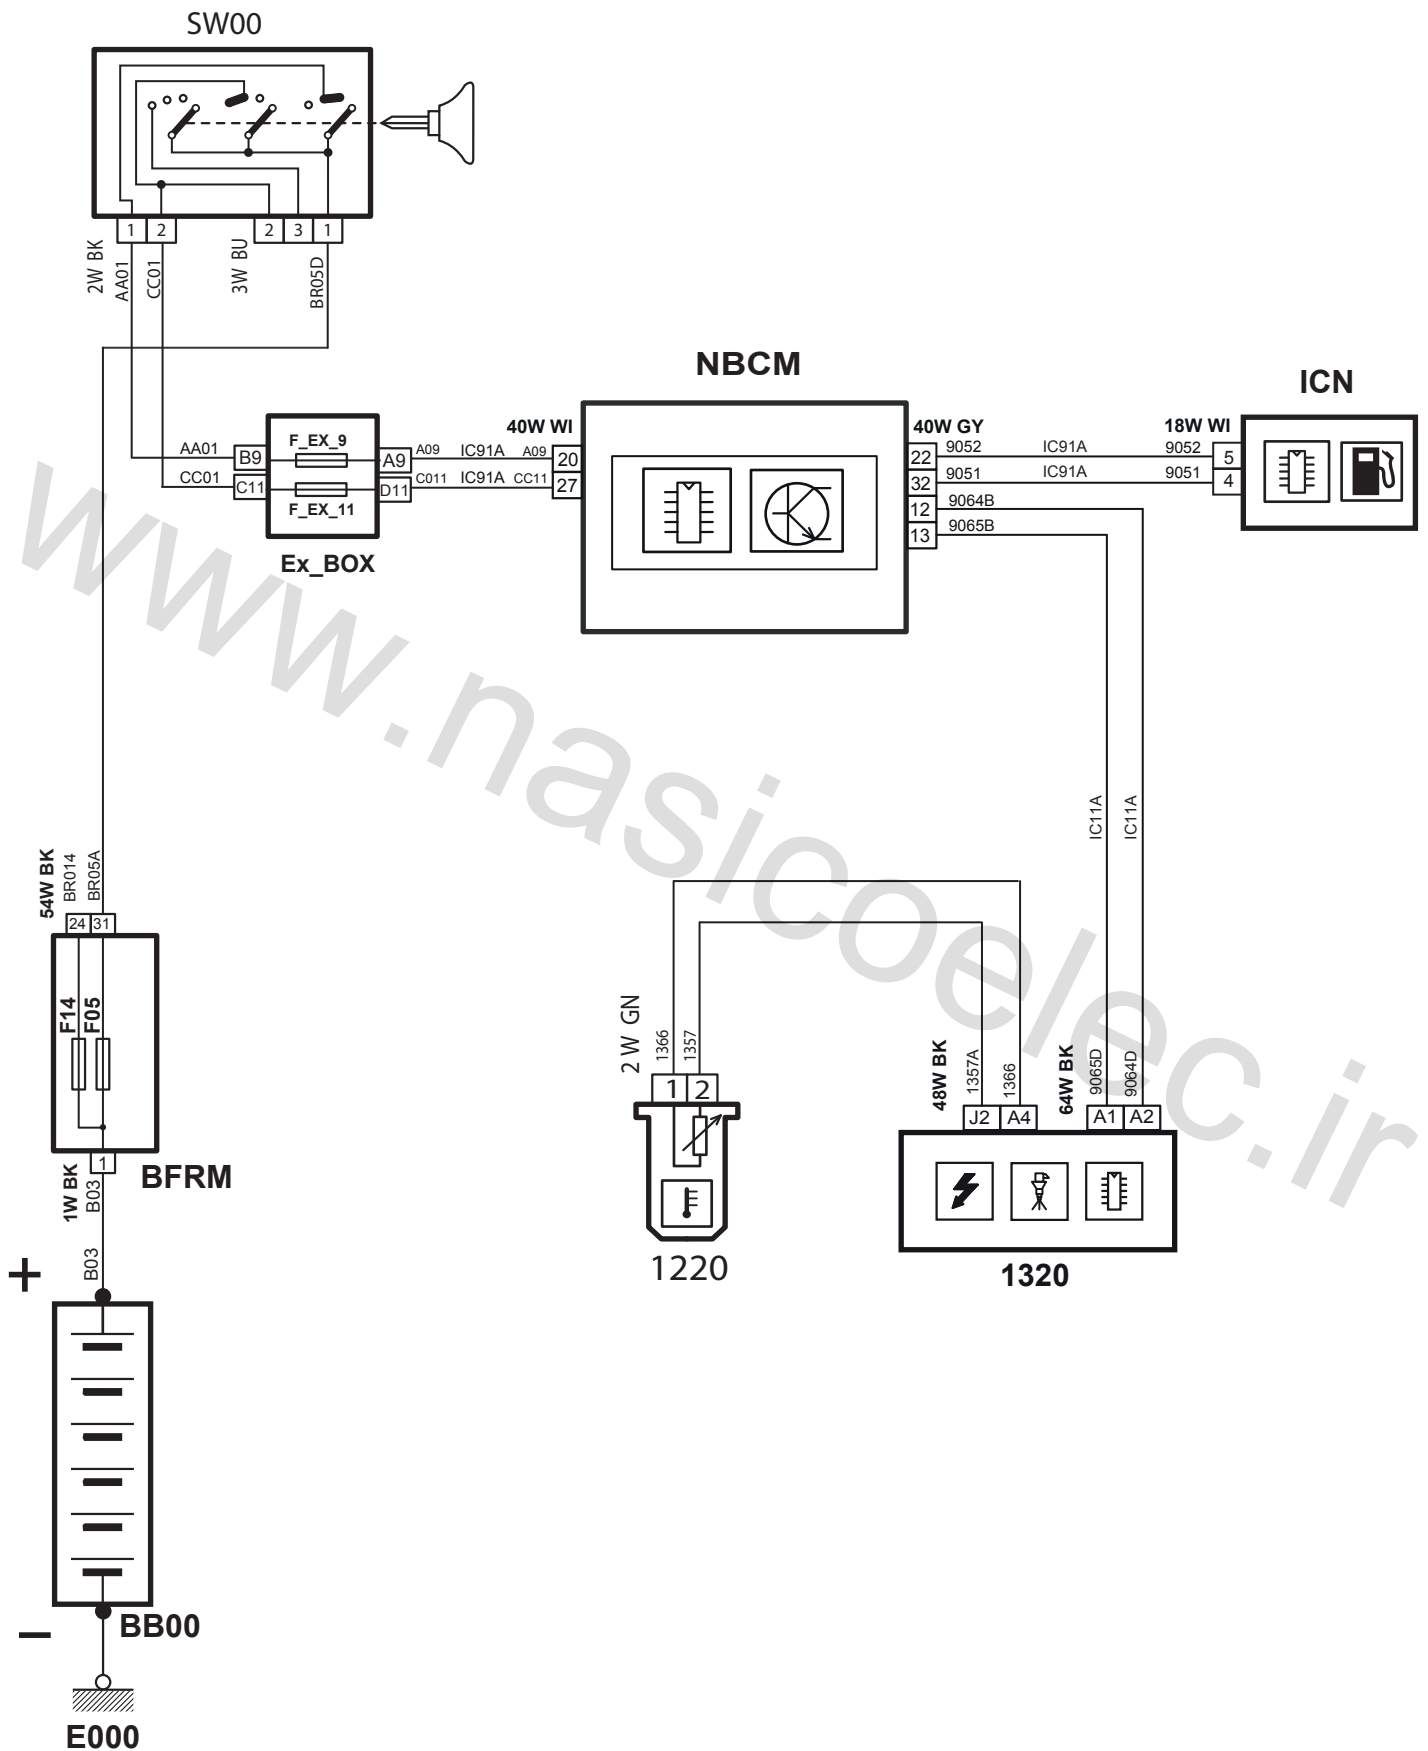 SW00
1 2 2 3 1
2W BK
AA01
CC01
3W BU
BR05D
NBCM
ICN
40W WI
40W GY
18W WI
F_EX_9
AA01 B9 A9 A09 IC91A A09 20
CC01 C11 D11 C011 IC91A CC11 27
F_EX_11
Ex_BOX
22 9052 IC91A 9052 5
32 9051 IC91A 9051 4
12 9064B
13 9065B
IC11A
IC11A
www.nasicoelec.ir
54W BK
BR014
BR05A
24 31
F14
F05
1
BFRM
1W BK
B03
B03
2 W GN
1366
1357
1 2
1220
48W BK
1357A
1366
64W BK
9065D
9064D
J2 A4 A1 A2
1320
+
BB00
–
E000